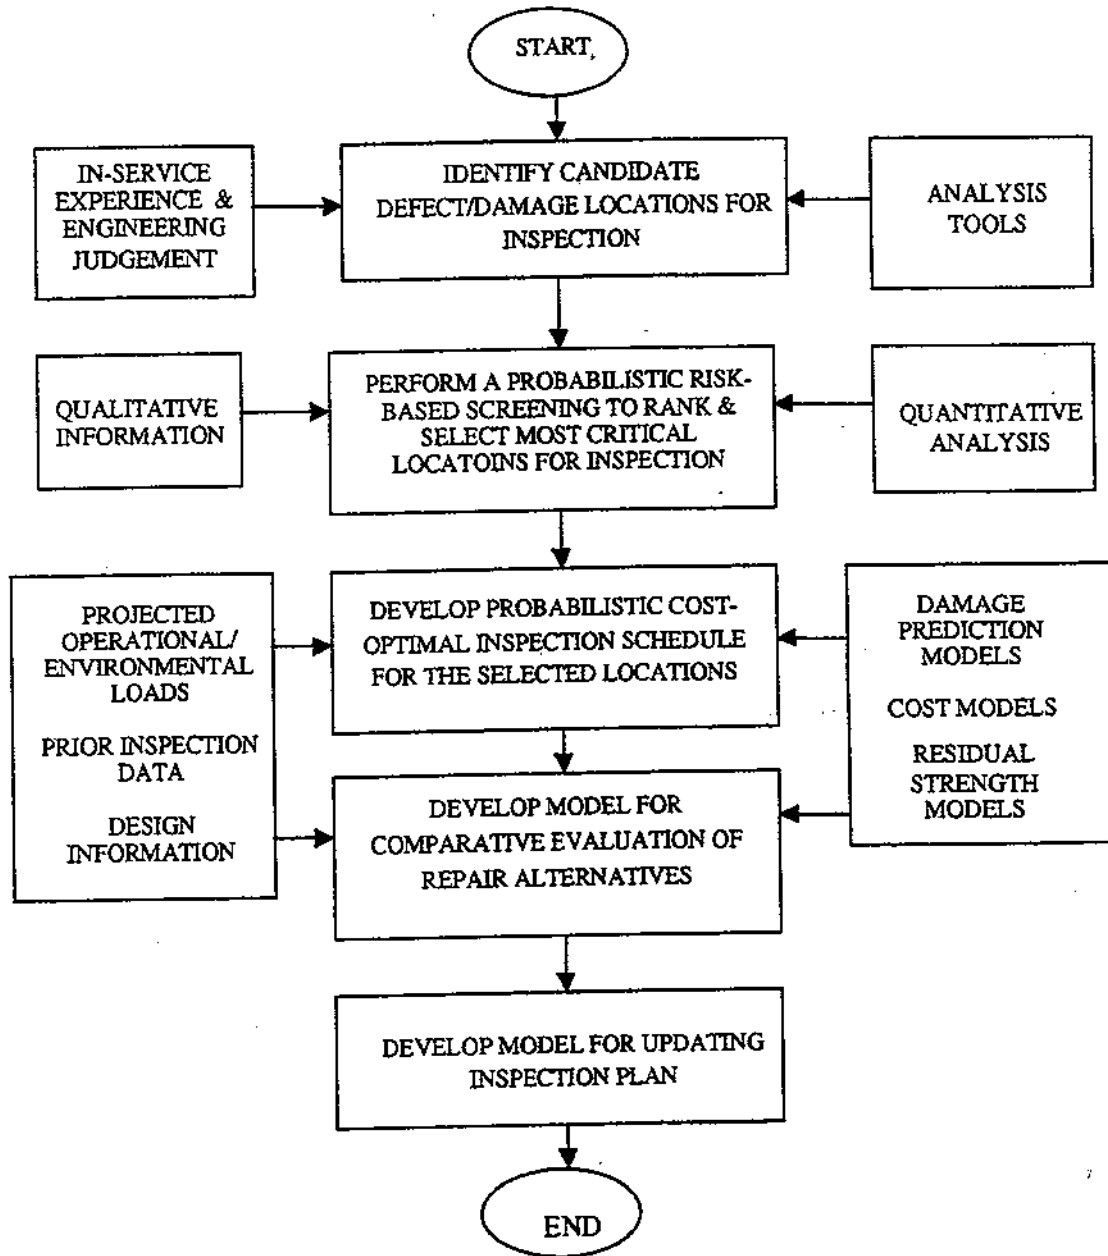 START,
IN-SERVICE
EXPERIENCE &
ENGINEERING
JUDGEMENT
IDENTIFY CANDIDATE
DEFECT/DAMAGE LOCATIONS FOR
INSPECTION
ANALYSIS
TOOLS
QUALITATIVE
INFORMATION
PERFORM A PROBABILISTIC RISK-
BASED SCREENING TO RANK &
SELECT MOST CRITICAL
LOCATOINS FOR INSPECTION
QUANTITATIVE
ANALYSIS
PROJECTED
OPERATIONAL/
ENVIRONMENTAL
LOADS
PRIOR INSPECTION
DATA
DESIGN
INFORMATION
DEVELOP PROBABILISTIC COST-
OPTIMAL INSPECTION SCHEDULE
FOR THE SELECTED LOCATIONS
DAMAGE
PREDICTION
MODELS
COST MODELS
RESIDUAL
STRENGTH
MODELS
DEVELOP MODEL FOR
COMPARATIVE EVALUATION OF
REPAIR ALTERNATIVES
DEVELOP MODEL FOR UPDATING
INSPECTION PLAN
END